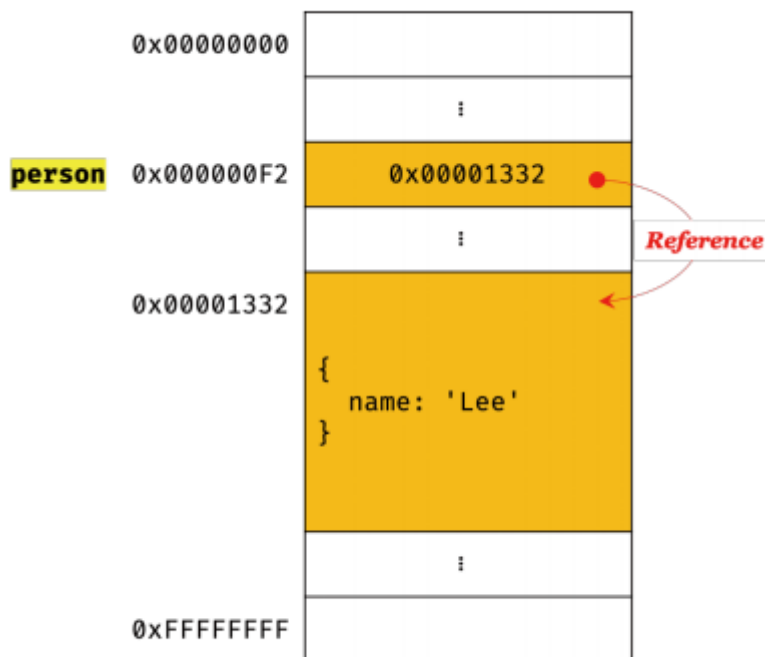 0x00000000
⋮
person 0x000000F2 0x00001332
⋮
Reference
0x00001332
{
name: 'Lee'
}
⋮
0xFFFFFFFF